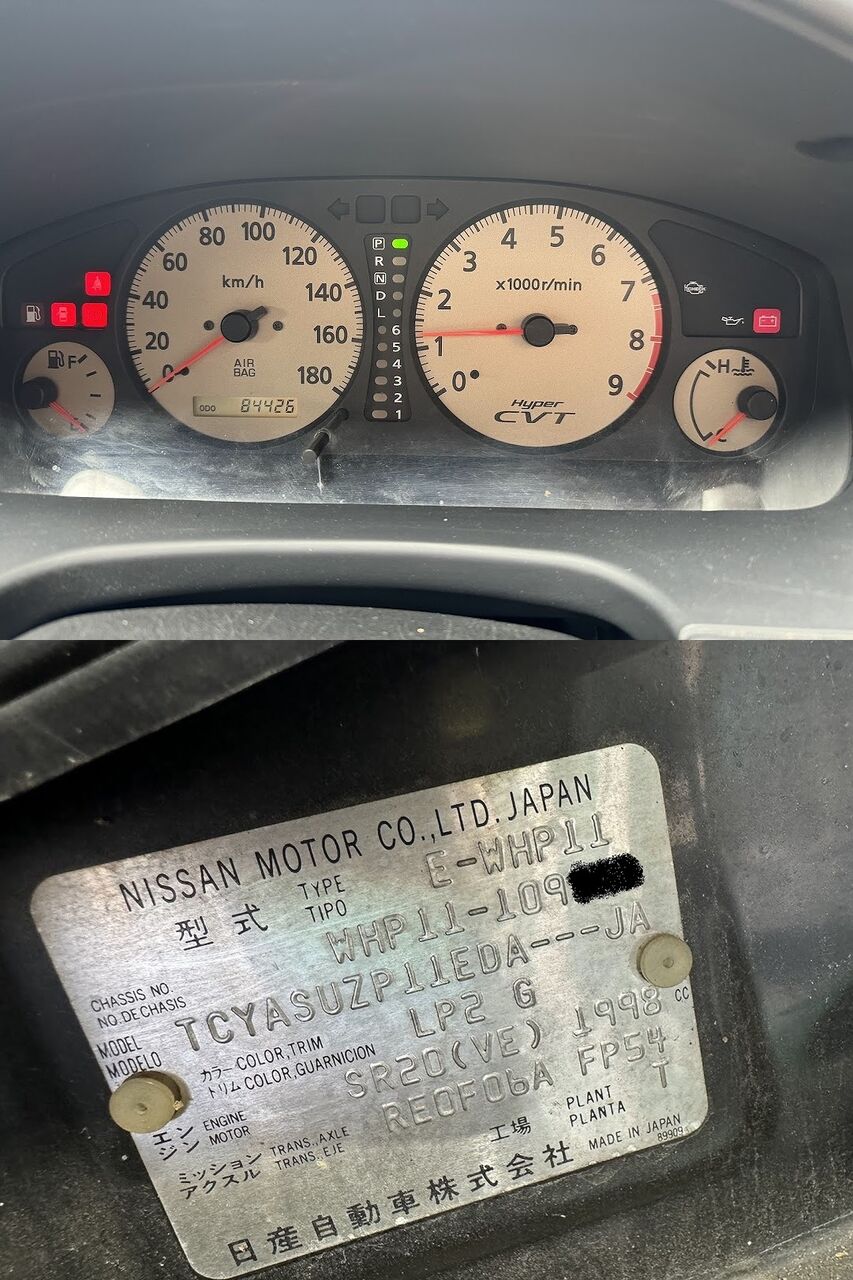 80 100
60 120
40 km/h 140
20 160
0 AIR BAG 180
ODO 84426
F
P
R
N
D
L
6
5
4
3
2
1
4 5
3 6
x1000r/min
2 7
1 8
0 9
Hyper
CVT
CHECK
H
C
NISSAN MOTOR CO.,LTD. JAPAN
型式 TYPE TIPO E-WHP11
CHASSIS NO. NO. DE CHASIS WHP11-109
MODEL MODELO TCYASUZP11EDA---JA
カラー トリム COLOR,TRIM COLOR,GUARNICION LP2 G
エンジン ENGINE MOTOR SR20(VE) 1998 CC
ミッション アクスル TRANS.,AXLE TRANS.,EJE RE0F06A FP54
工場 PLANT PLANTA T
日産自動車株式会社 MADE IN JAPAN
89909